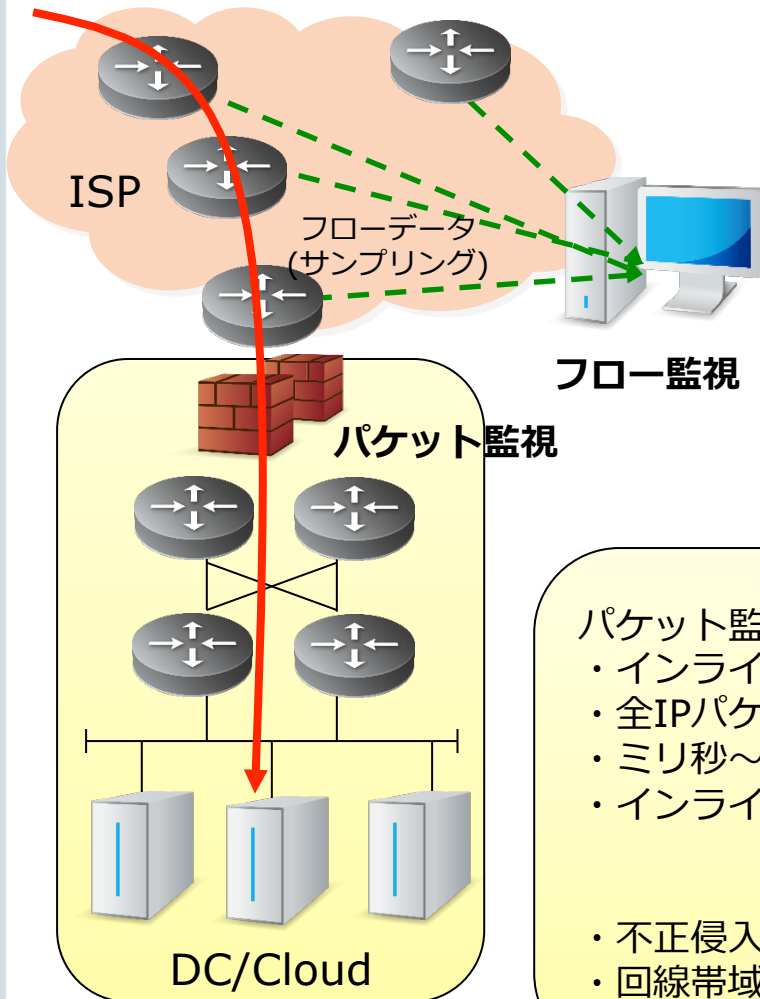 ISP
フローデータ
(サンプリング)
フロー監視
パケット監視
DC/Cloud
パケット監
・インライ
・全IPパケ
・ミリ秒～
・インライ
・不正侵入
・回線帯域